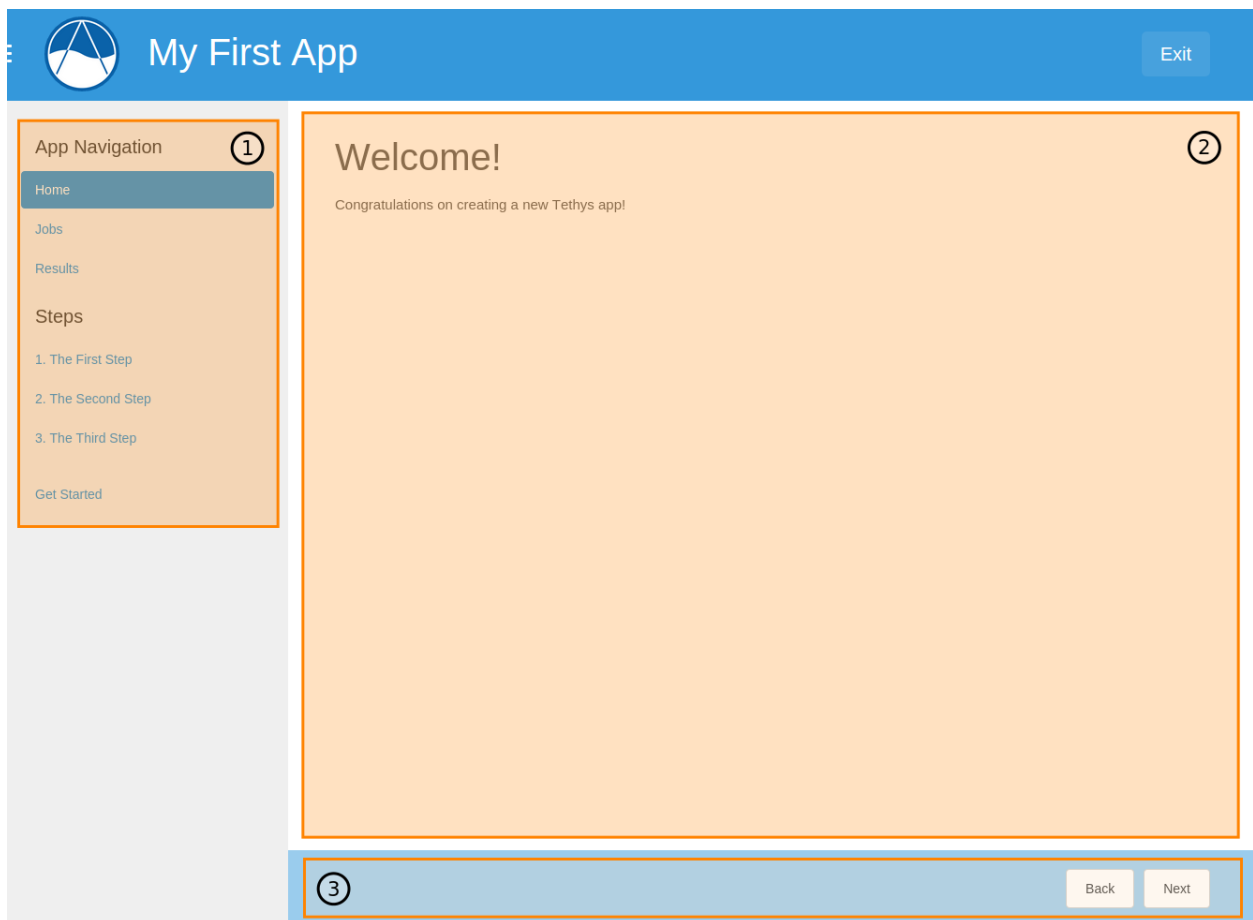 My First App
Exit
App Navigation
1
Home
Jobs
Results
Steps
1. The First Step
2. The Second Step
3. The Third Step
Get Started
Welcome!
2
Congratulations on creating a new Tethys app!
3
Back
Next